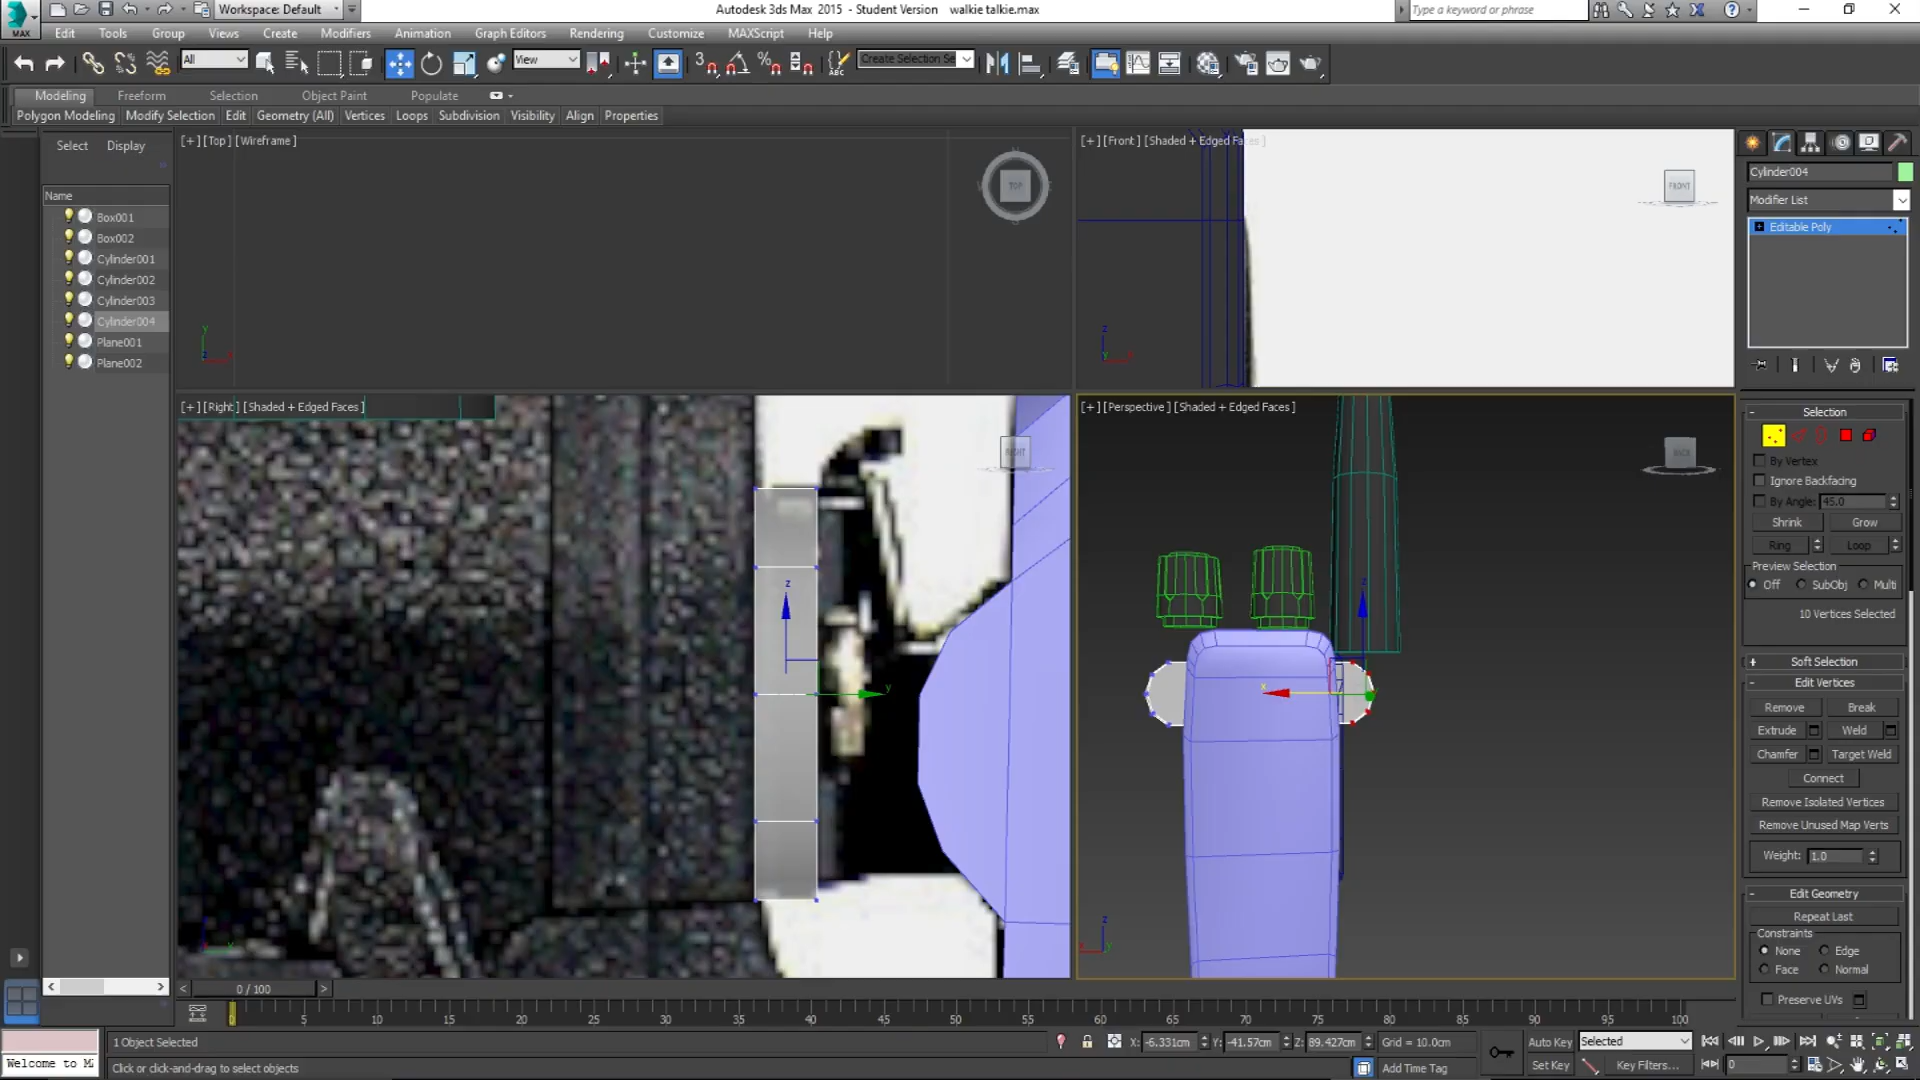 Workspace: Default
Autodesk 3ds Max 2015 - Student Version    walkie talkie.max
Type a keyword or phrase
MAX
Edit Tools Group Views Create Modifiers Animation Graph Editors Rendering Customize MAXScript Help
All
View
3
ABC
Create Selection Se
Modeling Freeform Selection Object Paint Populate
Polygon Modeling Modify Selection Edit Geometry (All) Vertices Loops Subdivision Visibility Align Properties
Select Display
Name
Box001
Box002
Cylinder001
Cylinder002
Cylinder003
Cylinder004
Plane001
Plane002
[+] [Top] [Wireframe]
TOP
[+] [Front] [Shaded + Edged Faces]
FRONT
[+] [Right] [Shaded + Edged Faces]
RIGHT
[+] [Perspective] [Shaded + Edged Faces]
BACK
Cylinder004
Modifier List
Editable Poly
Selection
By Vertex
Ignore Backfacing
By Angle: 45.0
Shrink Grow
Ring Loop
Preview Selection
Off SubObj Multi
10 Vertices Selected
Soft Selection
Edit Vertices
Remove Break
Extrude Weld
Chamfer Target Weld
Connect
Remove Isolated Vertices
Remove Unused Map Verts
Weight: 1.0
Edit Geometry
Repeat Last
Constraints
None Edge
Face Normal
Preserve UVs
0 / 100
0 5 10 15 20 25 30 35 40 45 50 55 60 65 70 75 80 85 90 95 100
1 Object Selected
X: -6.331cm Y: -41.57cm Z: 89.427cm Grid = 10.0cm
Auto Key Selected
Welcome to M
Click or click-and-drag to select objects
Add Time Tag
Set Key Key Filters...
0